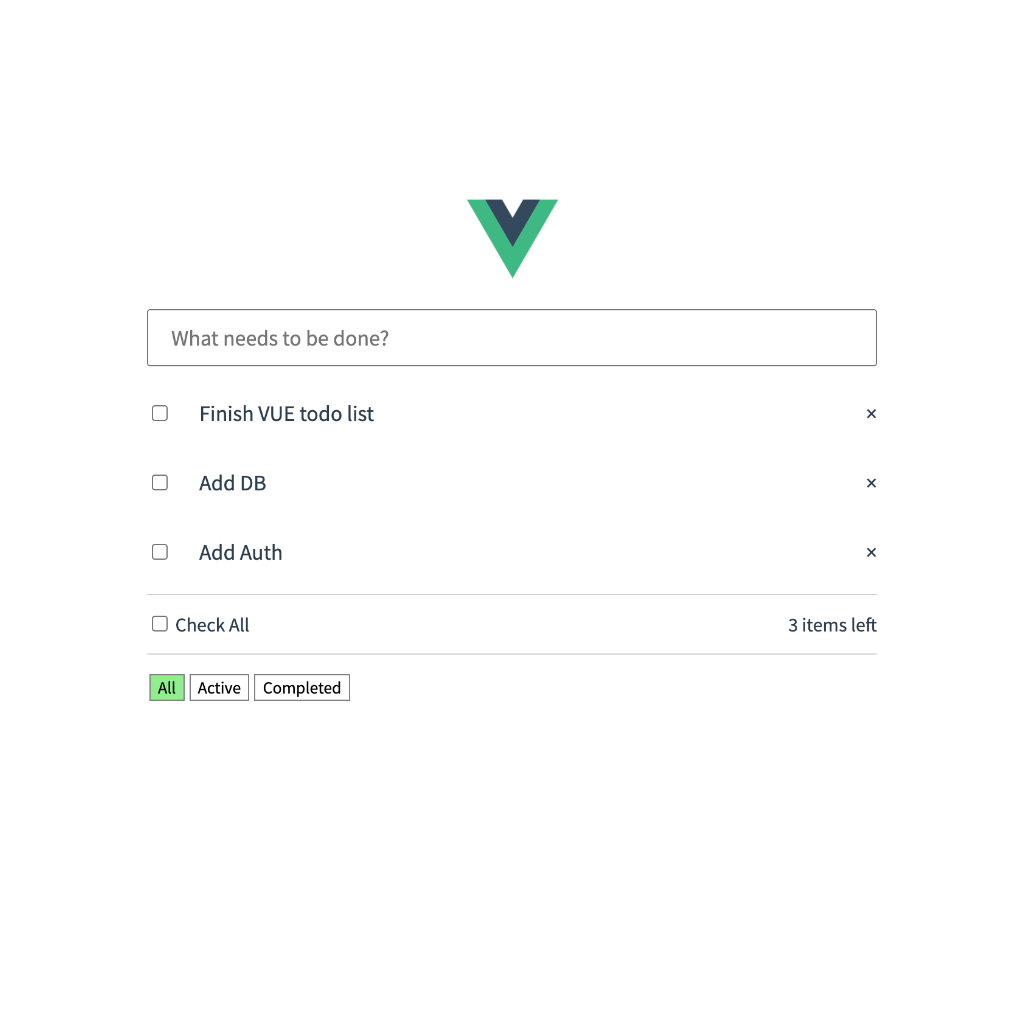 What needs to be done?
Finish VUE todo list ×
Add DB ×
Add Auth ×
Check All 3 items left
All Active Completed